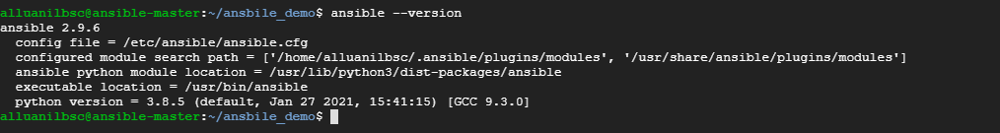 alluanilbsc@ansible-master:~/ansbile_demo$ ansible --version
ansible 2.9.6
  config file = /etc/ansible/ansible.cfg
  configured module search path = ['/home/alluanilbsc/.ansible/plugins/modules', '/usr/share/ansible/plugins/modules']
  ansible python module location = /usr/lib/python3/dist-packages/ansible
  executable location = /usr/bin/ansible
  python version = 3.8.5 (default, Jan 27 2021, 15:41:15) [GCC 9.3.0]
alluanilbsc@ansible-master:~/ansbile_demo$